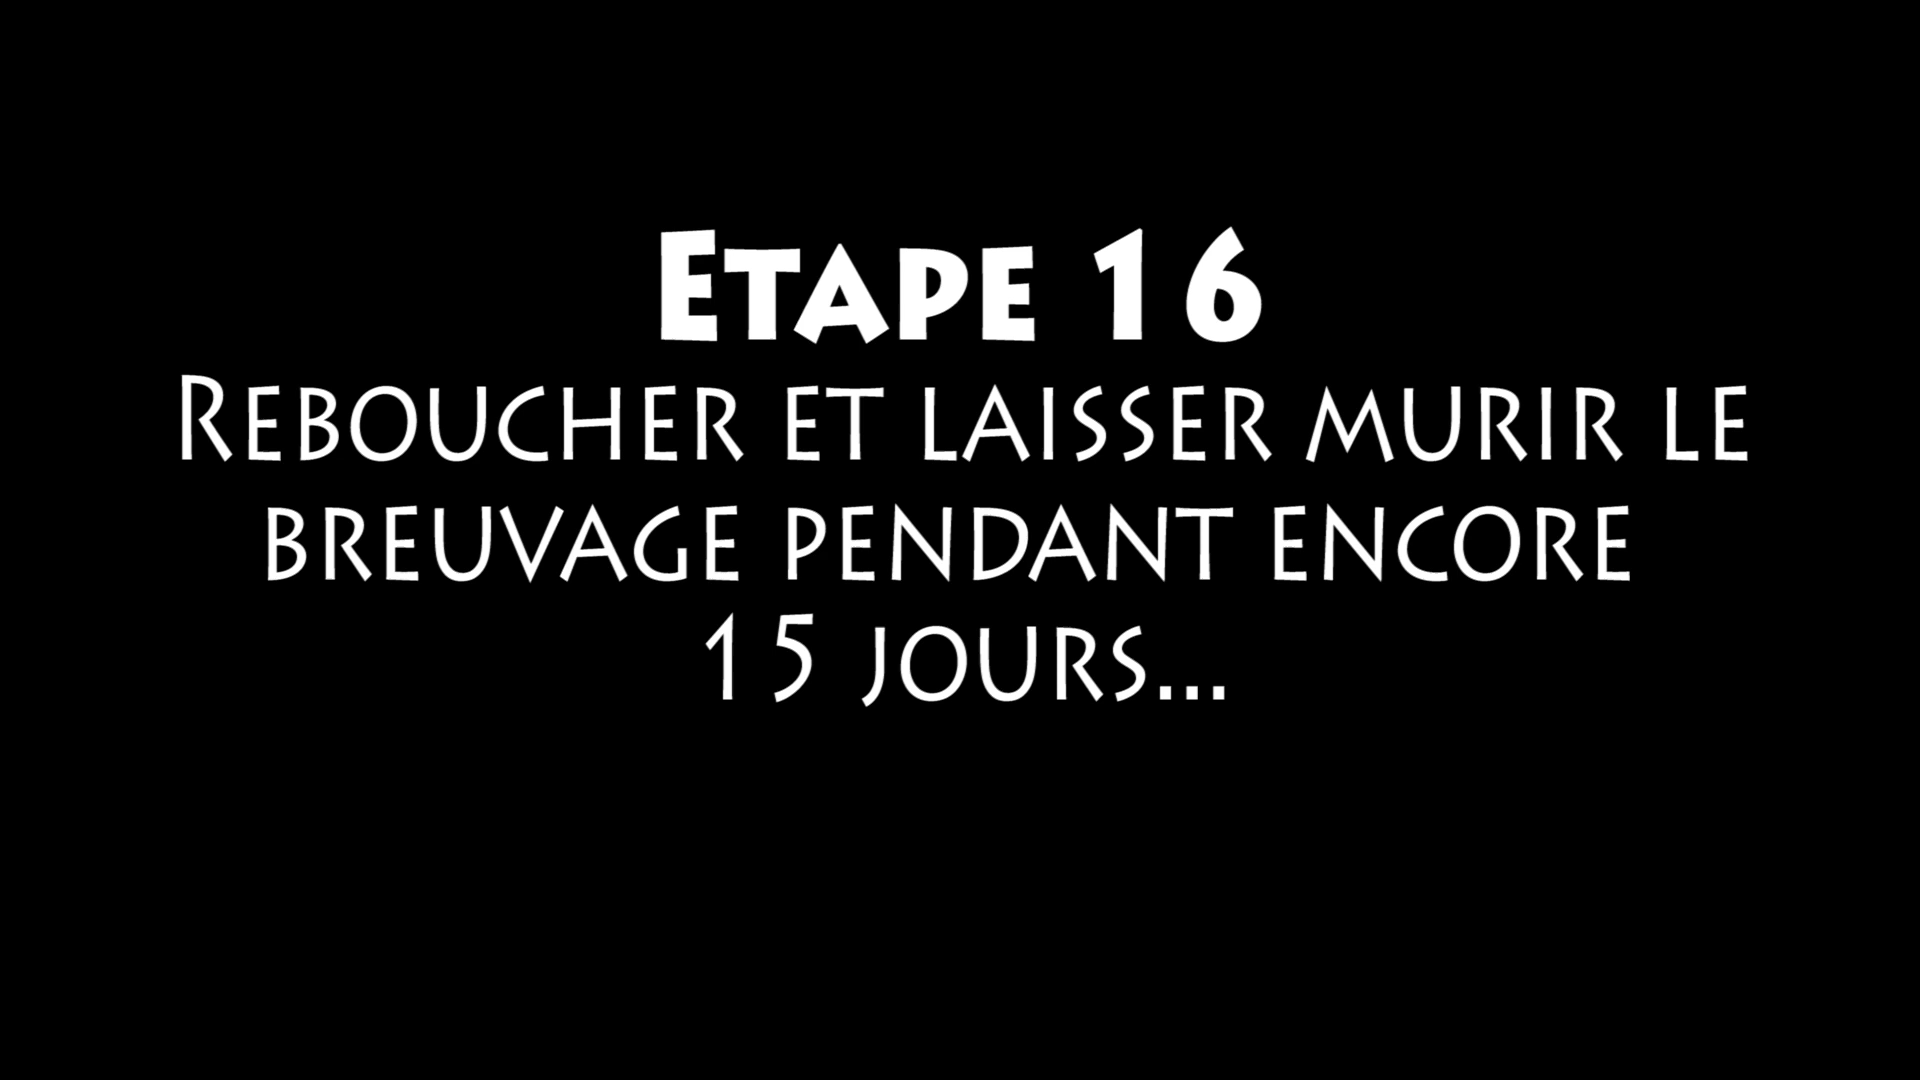 Etape 16
Reboucher et laisser murir le
breuvage pendant encore
15 jours...